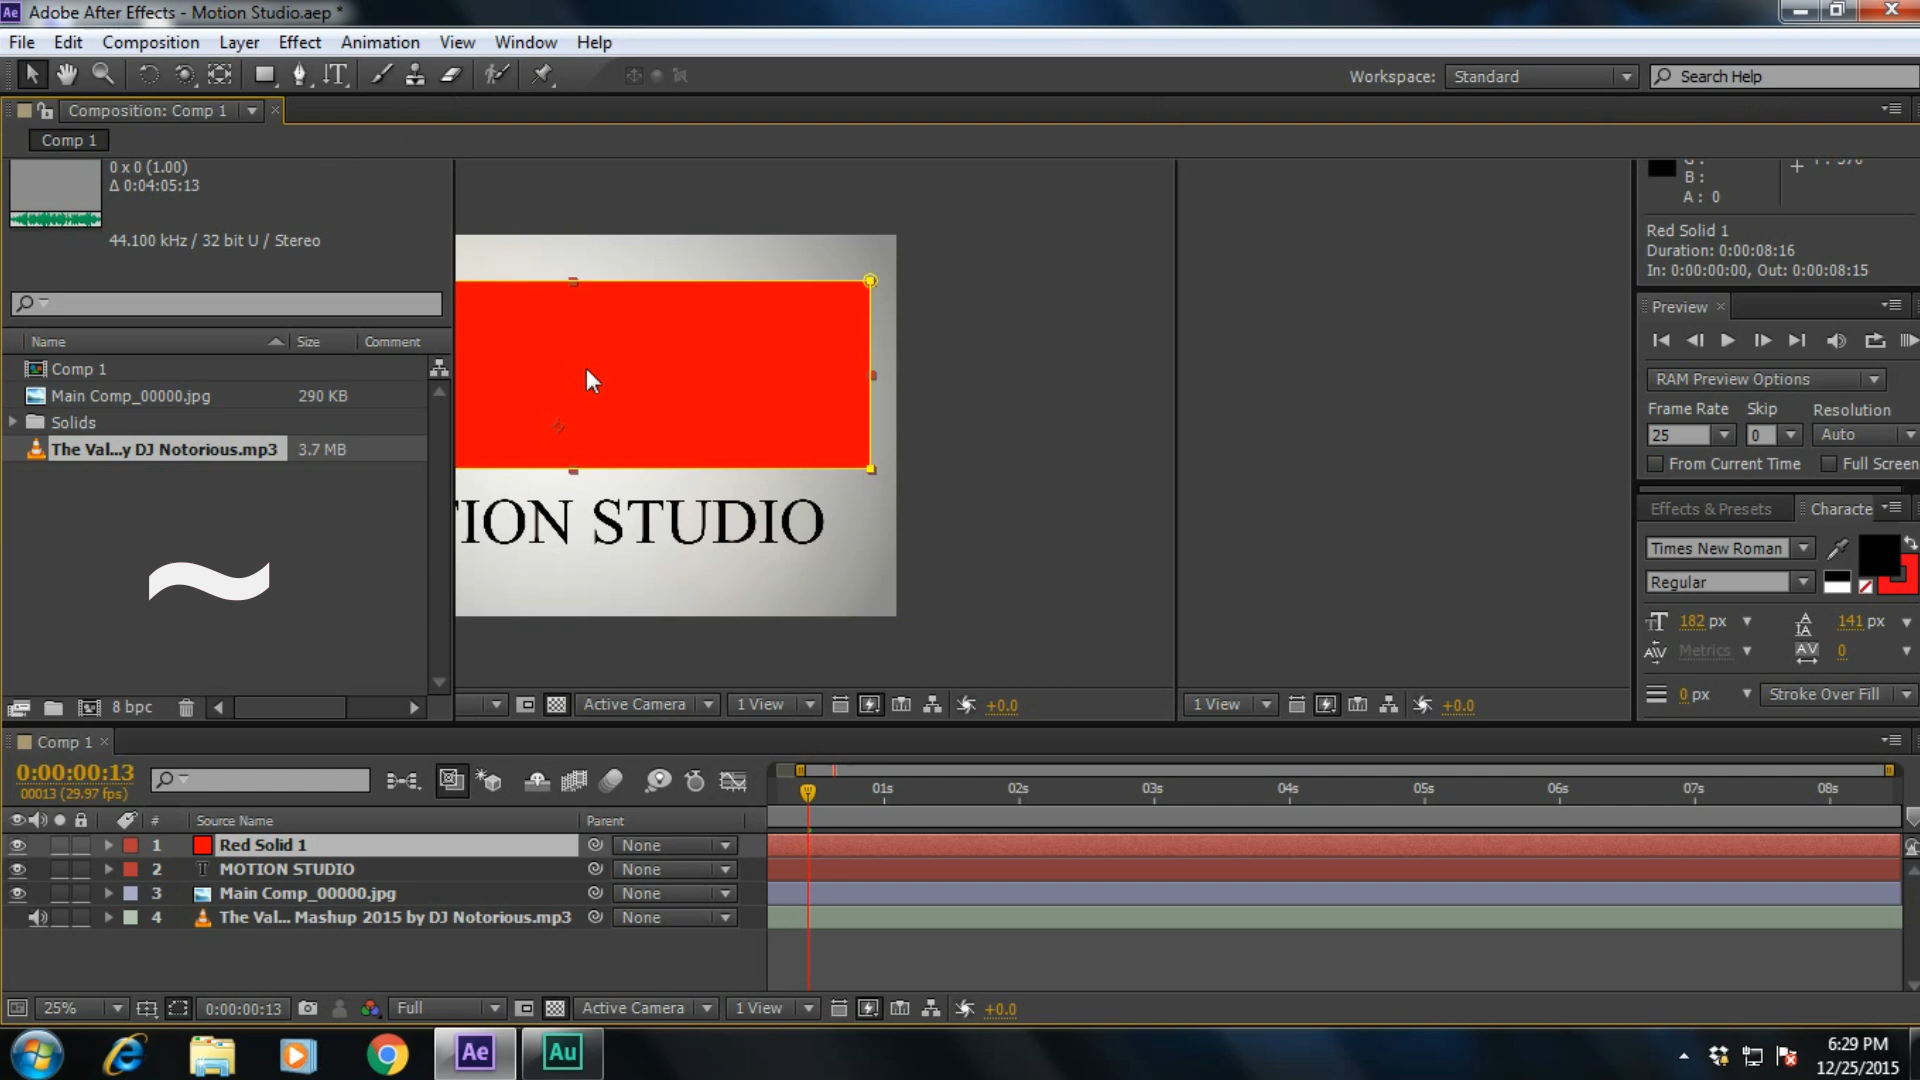 Adobe After Effects - Motion Studio.aep *
File Edit Composition Layer Effect Animation View Window Help
Workspace: Standard
Search Help
Composition: Comp 1
Comp 1
0 x 0 (1.00)
Δ 0:04:05:13
44.100 kHz / 32 bit U / Stereo
Name Size Comment
Comp 1
Main Comp_00000.jpg 290 KB
Solids
The Val...y DJ Notorious.mp3 3.7 MB
~
8 bpc
TION STUDIO
Active Camera 1 View +0.0
1 View +0.0
B :
A : 0
Red Solid 1
Duration: 0:00:08:16
In: 0:00:00:00, Out: 0:00:08:15
Preview
RAM Preview Options
Frame Rate Skip Resolution
25 0 Auto
From Current Time Full Screen
Effects & Presets Characte
Times New Roman
Regular
182 px 141 px
Metrics 0
0 px Stroke Over Fill
Comp 1
0:00:00:13
00013 (29.97 fps)
01s 02s 03s 04s 05s 06s 07s 08s
# Source Name Parent
1 Red Solid 1 None
2 T MOTION STUDIO None
3 Main Comp_00000.jpg None
4 The Val... Mashup 2015 by DJ Notorious.mp3 None
25% 0:00:00:13 Full Active Camera 1 View +0.0
Ae Au
6:29 PM
12/25/2015